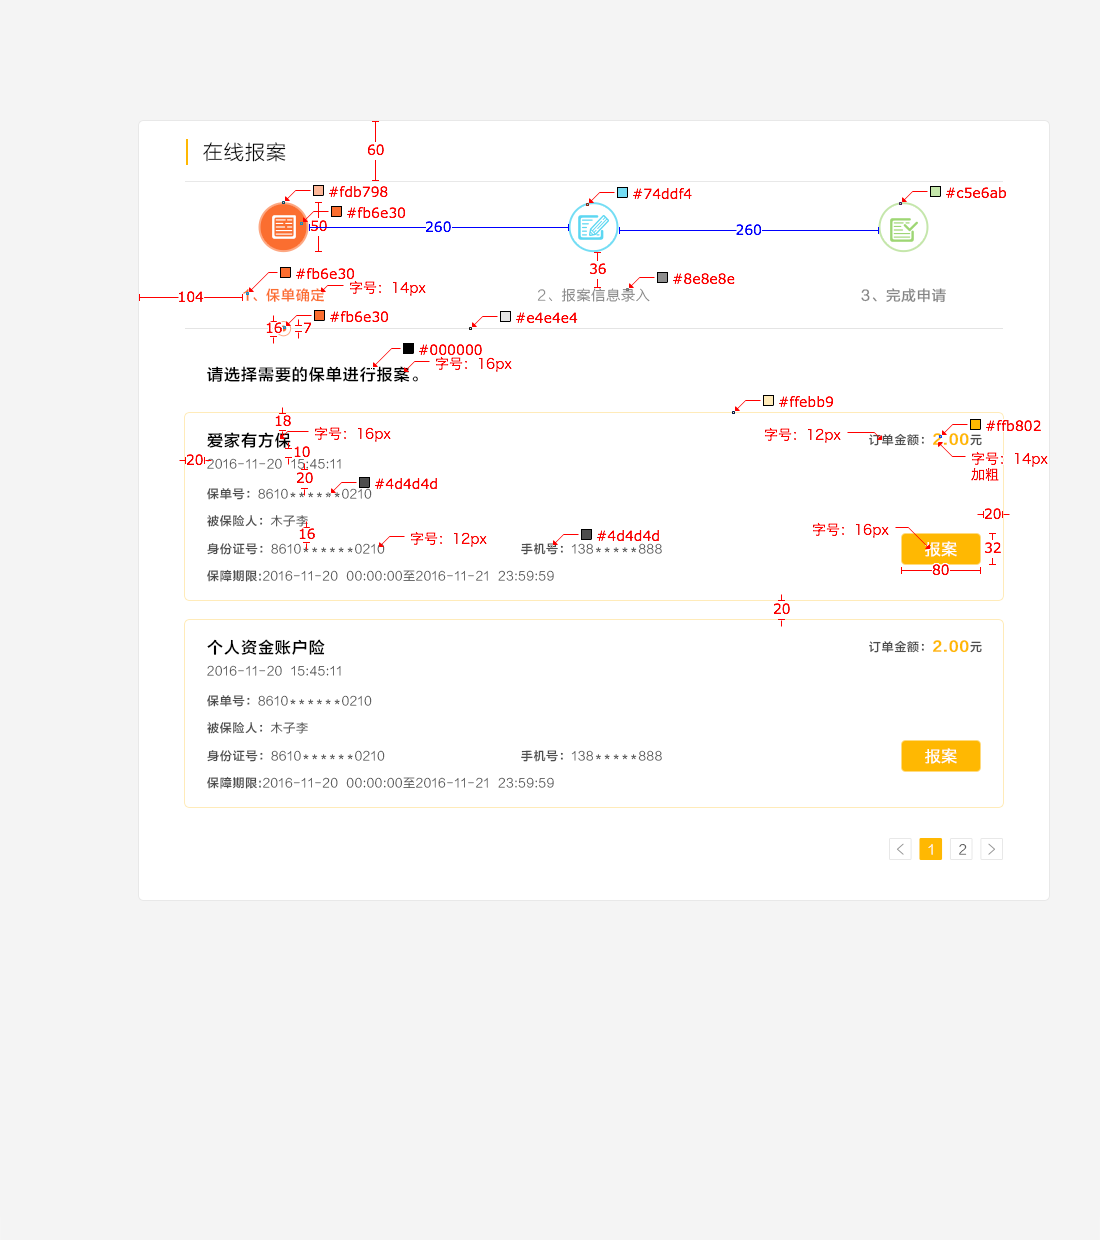 60
在线报案
#fdb798
#74ddf4
#c5e6ab
#fb6e30
50
260
260
36
#fb6e30
#8e8e8e
字号：14px
104
1、保单确定
2、报案信息录入
3、完成申请
#fb6e30
#e4e4e4
16
7
#000000
字号：16px
请选择需要的保单进行报案。
#ffebb9
18
#ffb802
爱家有方保
字号：16px
字号：12px
订单金额：2.00元
10
字号：14px
加粗
20
2016-11-20 15:45:11
20
#4d4d4d
保单号：8610******0210
20
被保险人：木子李
16
字号：12px
#4d4d4d
字号：16px
身份证号：8610******0210
手机号：138*****888
报案
32
80
保障期限:2016-11-20 00:00:00至2016-11-21 23:59:59
20
个人资金账户险
订单金额：2.00元
2016-11-20 15:45:11
保单号：8610******0210
被保险人：木子李
身份证号：8610******0210
手机号：138*****888
报案
保障期限:2016-11-20 00:00:00至2016-11-21 23:59:59
< 1 2 >